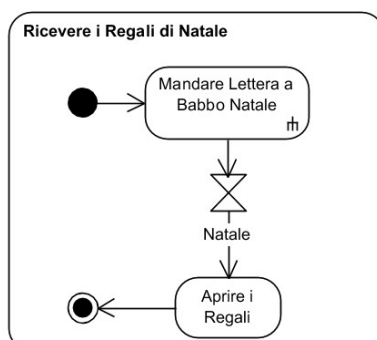 Ricevere i Regali di Natale
Mandare Lettera a
Babbo Natale
Natale
Aprire i
Regali